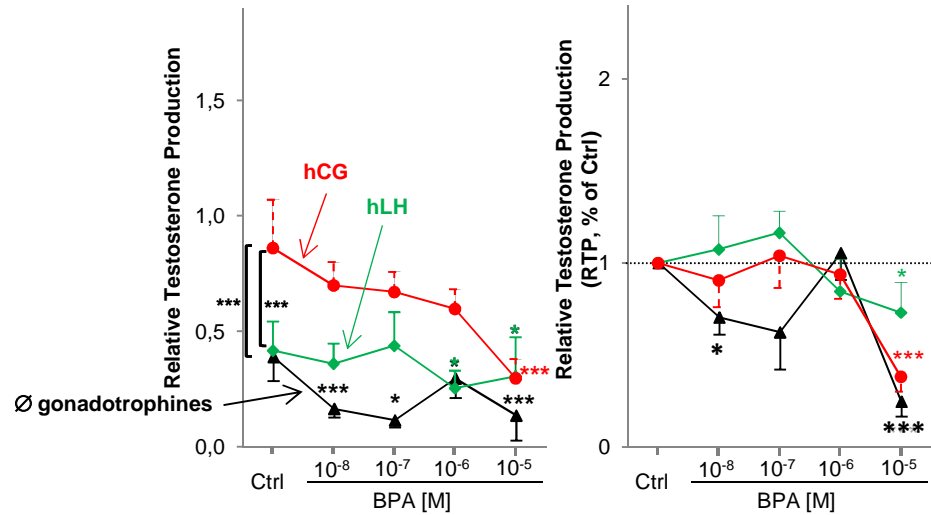 Relative Testosterone Production
1,5
1,0
0,5
0,0
hCG
hLH
***
***
Ø gonadotrophines
***
*
*
*
***
***
Ctrl
10-8
10-7
10-6
10-5
BPA [M]
Relative Testosterone Production
(RTP, % of Ctrl)
2
1
0
*
*
***
***
Ctrl
10-8
10-7
10-6
10-5
BPA [M]